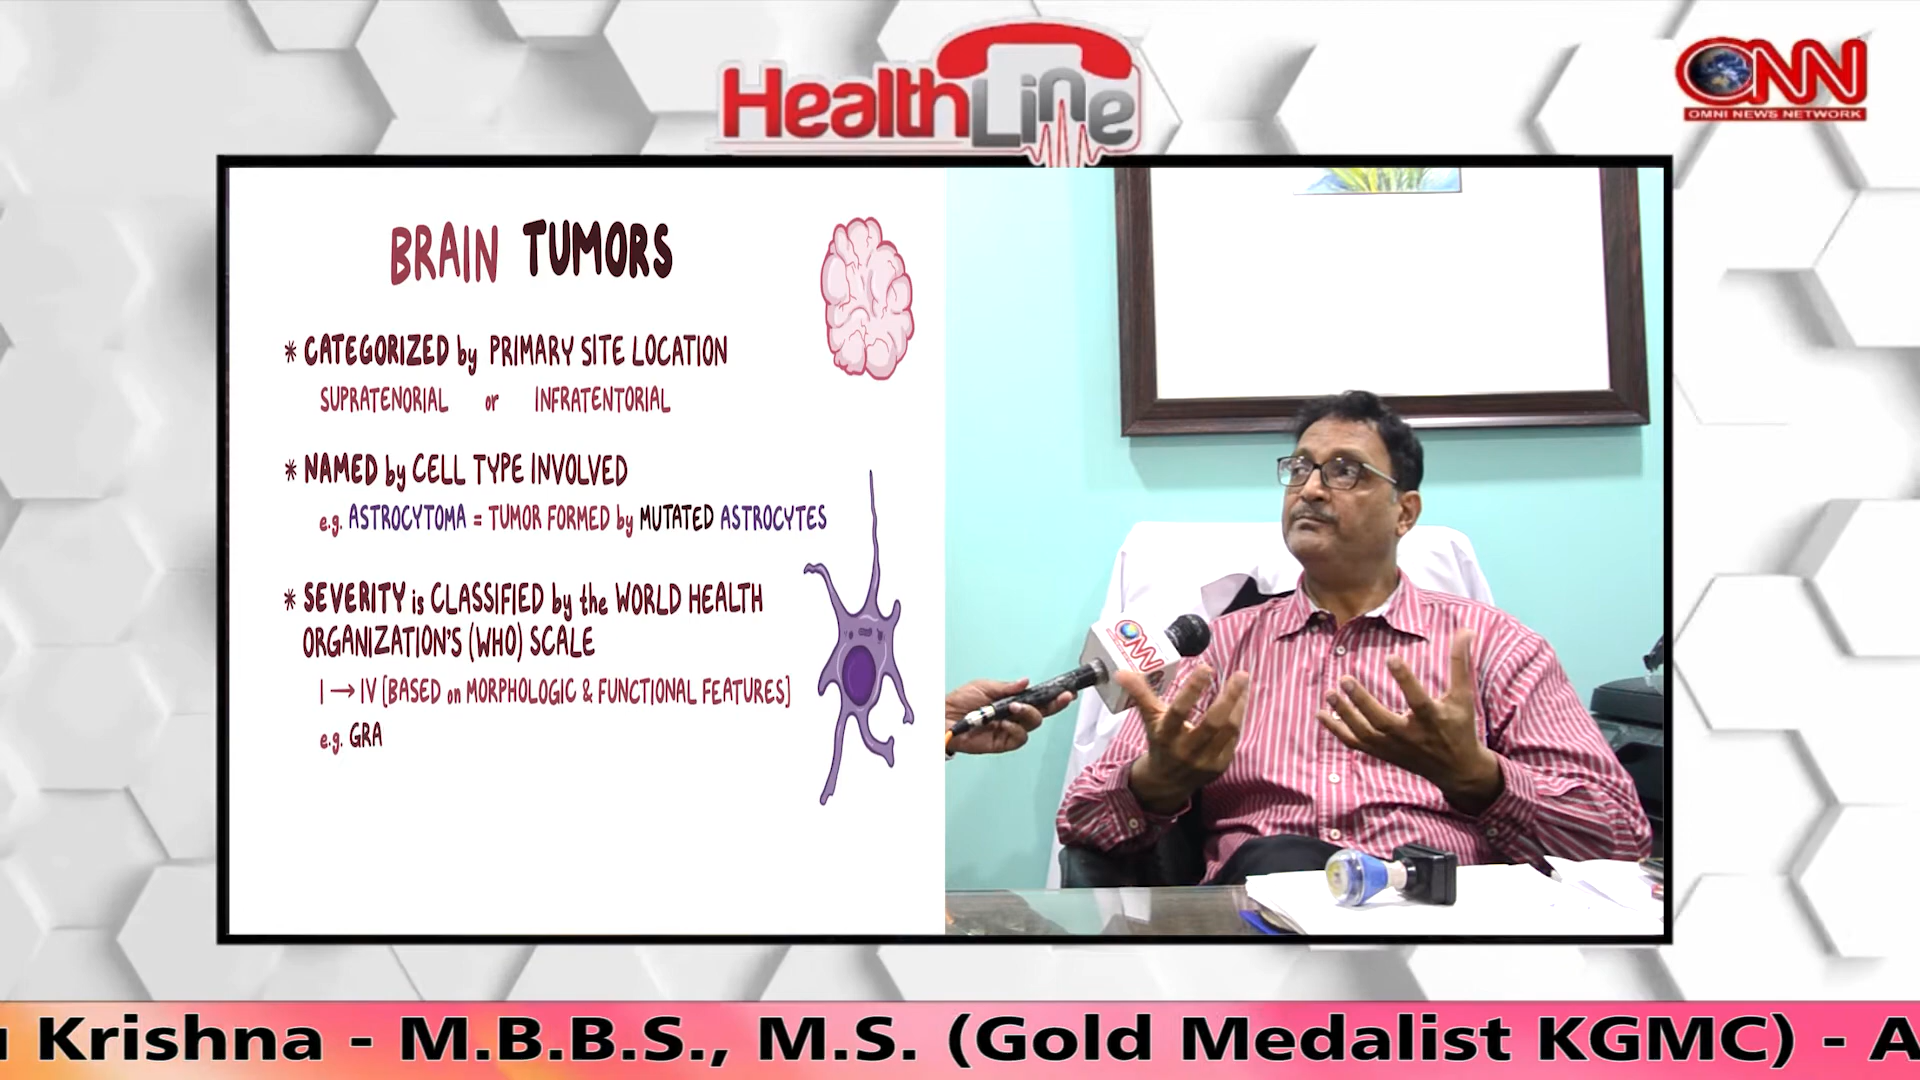 HealthLine
ONN
OMNI NEWS NETWORK
BRAIN TUMORS
* CATEGORIZED by PRIMARY SITE LOCATION
SUPRATENORIAL or INFRATENTORIAL
* NAMED by CELL TYPE INVOLVED
e.g. ASTROCYTOMA = TUMOR FORMED by MUTATED ASTROCYTES
* SEVERITY is CLASSIFIED by the WORLD HEALTH
ORGANIZATION'S (WHO) SCALE
I → IV [BASED on MORPHOLOGIC & FUNCTIONAL FEATURES]
e.g. GRA
ONN
Krishna - M.B.B.S., M.S. (Gold Medalist KGMC) - A